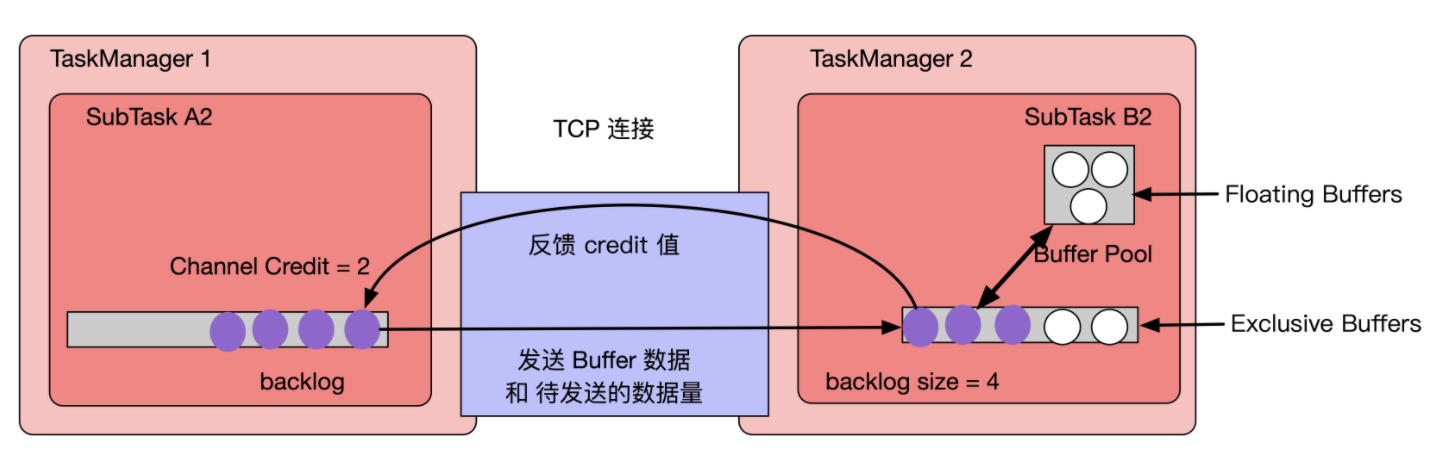 TaskManager 1
SubTask A2
Channel Credit = 2
backlog
TCP 连接
反馈 credit 值
发送 Buffer 数据
和 待发送的数据量
TaskManager 2
SubTask B2
Floating Buffers
Buffer Pool
Exclusive Buffers
backlog size = 4